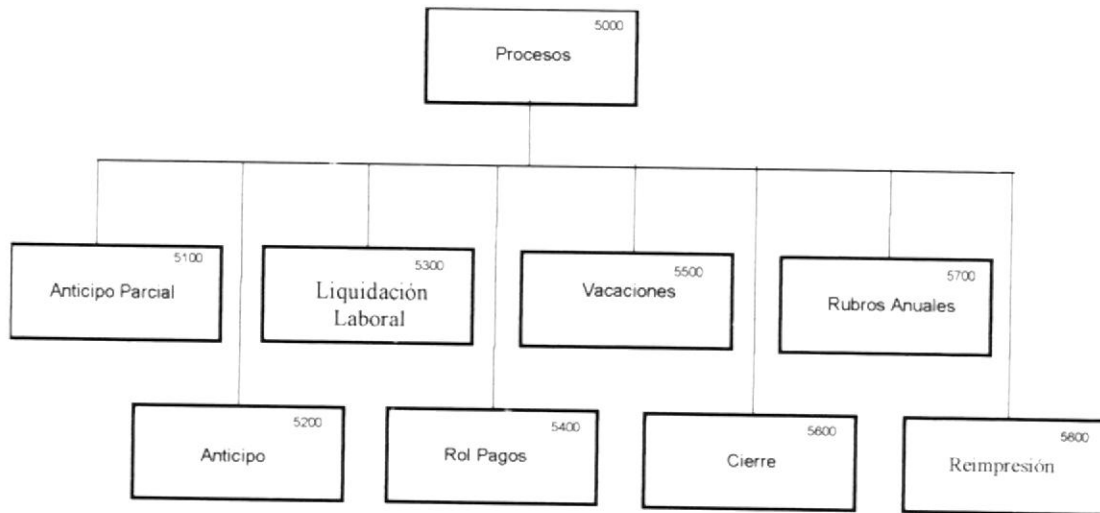 5000
Procesos
5100
Anticipo Parcial
5300
Liquidación
Laboral
5500
Vacaciones
5700
Rubros Anuales
5200
Anticipo
5400
Rol Pagos
5600
Cierre
5800
Reimpresión